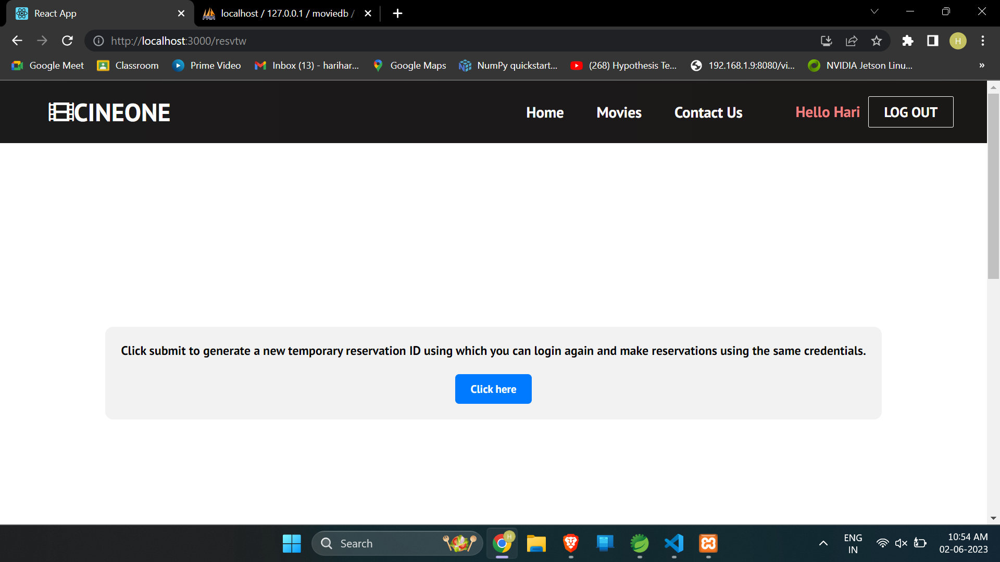 React App
localhost / 127.0.0.1 / moviedb /
http://localhost:3000/resvtw
H
Google Meet
Classroom
Prime Video
Inbox (13) - harihar...
Google Maps
NumPy quickstart...
(268) Hypothesis Te...
192.168.1.9:8080/vi...
NVIDIA Jetson Linu...
»
CINEONE
Home
Movies
Contact Us
Hello Hari
LOG OUT
Click submit to generate a new temporary reservation ID using which you can login again and make reservations using the same credentials.
Click here
Search
H
ENG
IN
10:54 AM
02-06-2023